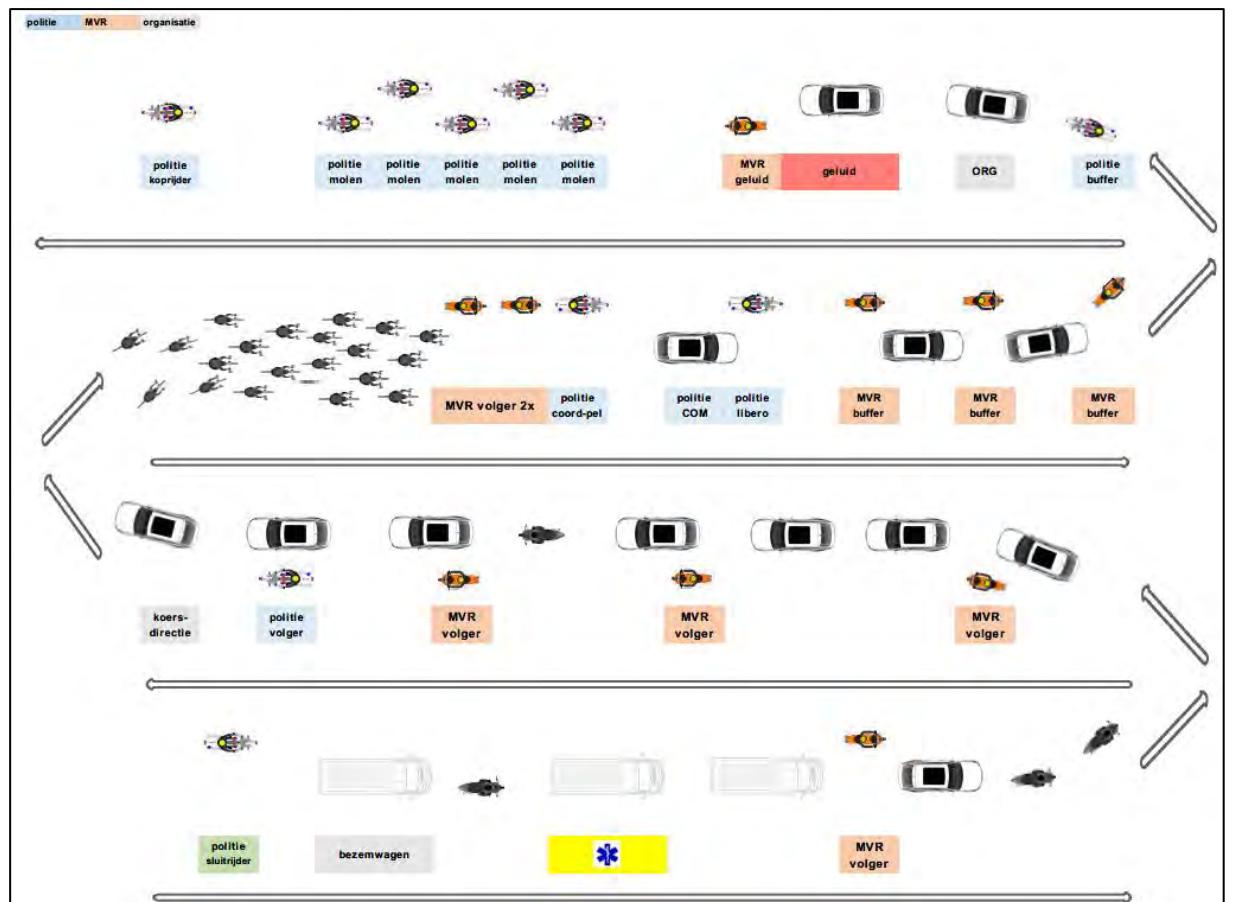 politie MVR organisatie
politie koprijder
politie molen
politie molen
politie molen
politie molen
politie molen
MVR geluid
geluid
ORG
politie buffer
MVR volger 2x
politie coord-pel
politie COM
politie libero
MVR buffer
MVR buffer
MVR buffer
koers-directie
politie volger
MVR volger
MVR volger
MVR volger
politie sluitrijder
bezemwagen
MVR volger